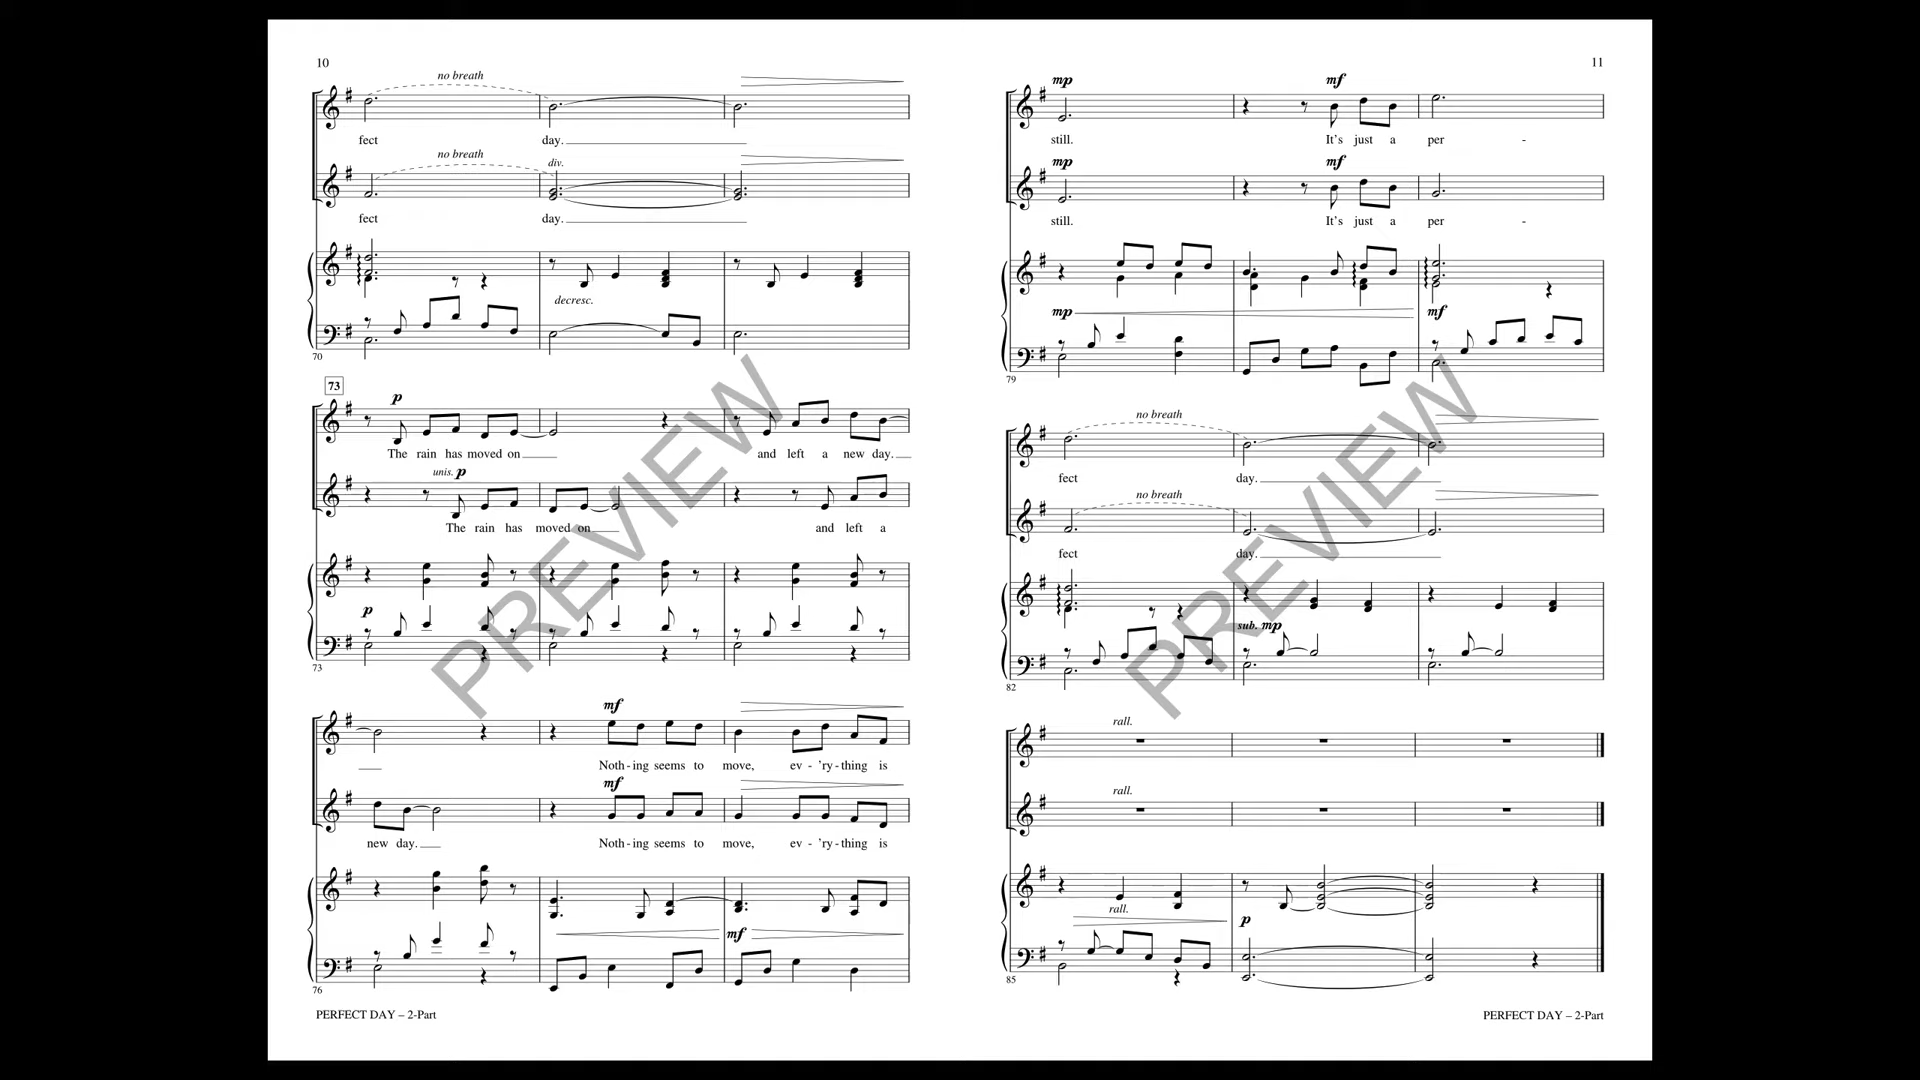 10
no breath
fect day.
no breath
div.
fect day.
decresc.
70
73
p
The rain has moved on and left a new day.
unis. p
The rain has moved on and left a
p
73
mf
Noth - ing seems to move, ev - 'ry - thing is
mf
new day. Noth - ing seems to move, ev - 'ry - thing is
mf
76
PERFECT DAY – 2-Part
11
mp mf
still. It's just a per -
mp mf
still. It's just a per -
mp mf
79
no breath
fect day.
no breath
fect day.
sub. mp
82
rall.
rall.
rall.
p
85
PERFECT DAY – 2-Part
PREVIEW
PREVIEW